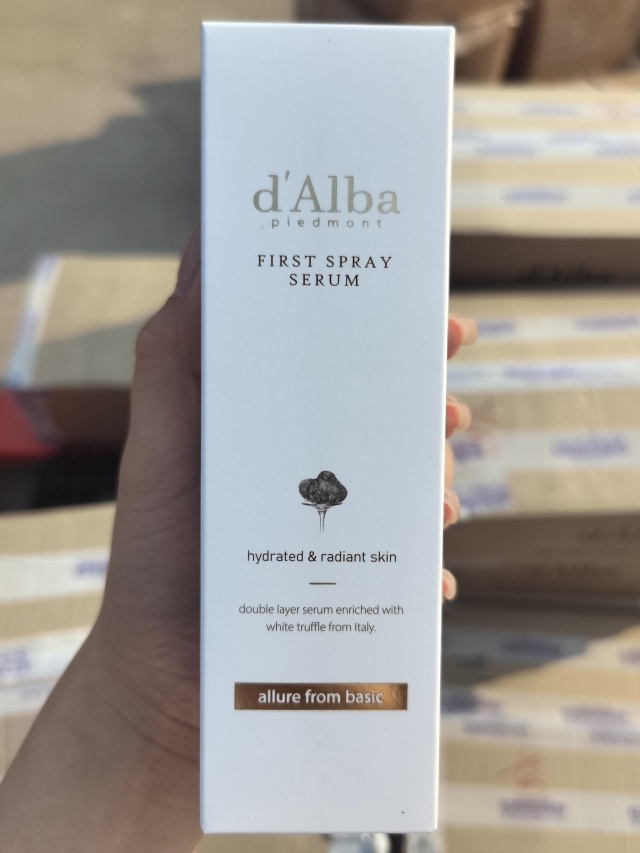 d'Alba
piedmont
FIRST SPRAY
SERUM
hydrated & radiant skin
double layer serum enriched with
white truffle from Italy.
allure from basic